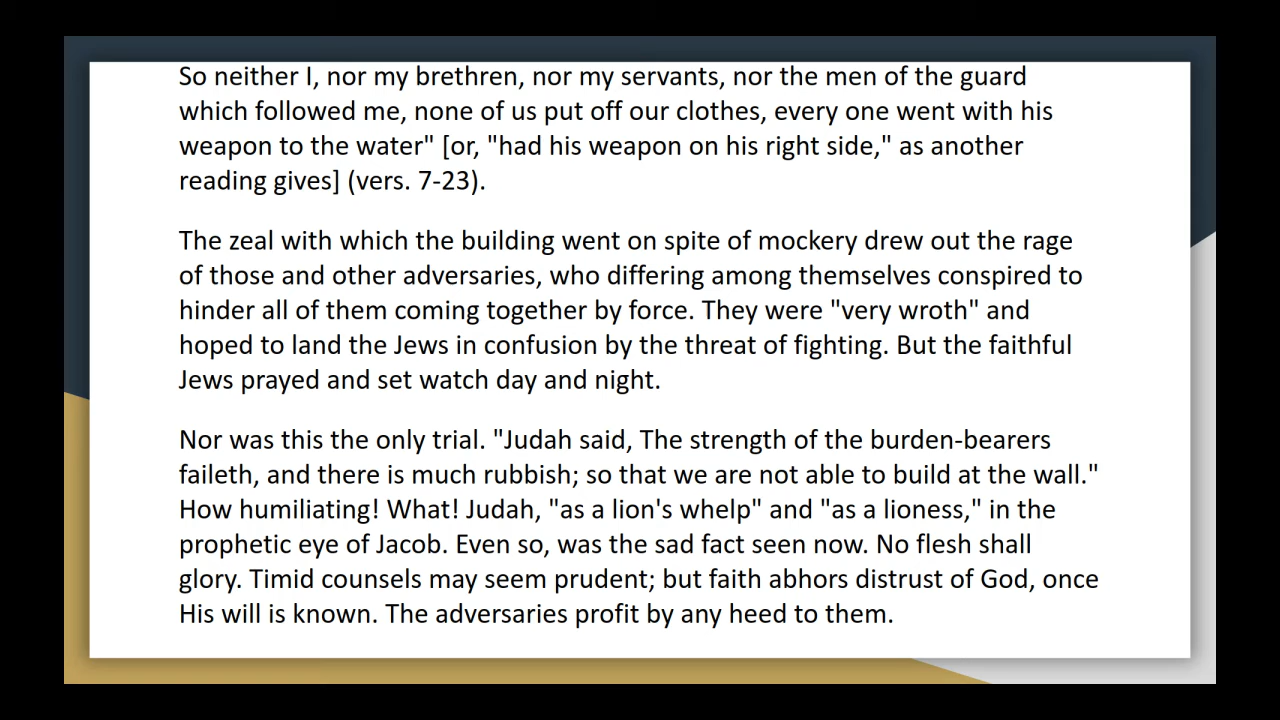 So neither I, nor my brethren, nor my servants, nor the men of the guard
which followed me, none of us put off our clothes, every one went with his
weapon to the water" [or, "had his weapon on his right side," as another
reading gives] (vers. 7-23).
The zeal with which the building went on spite of mockery drew out the rage
of those and other adversaries, who differing among themselves conspired to
hinder all of them coming together by force. They were "very wroth" and
hoped to land the Jews in confusion by the threat of fighting. But the faithful
Jews prayed and set watch day and night.
Nor was this the only trial. "Judah said, The strength of the burden-bearers
faileth, and there is much rubbish; so that we are not able to build at the wall."
How humiliating! What! Judah, "as a lion's whelp" and "as a lioness," in the
prophetic eye of Jacob. Even so, was the sad fact seen now. No flesh shall
glory. Timid counsels may seem prudent; but faith abhors distrust of God, once
His will is known. The adversaries profit by any heed to them.